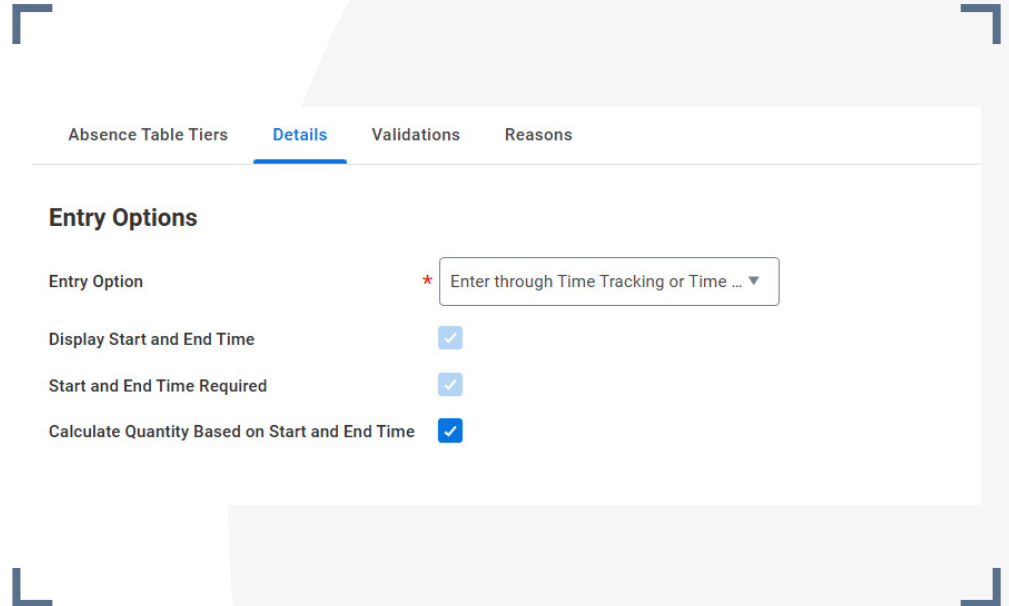 Absence Table Tiers Details Validations Reasons
Entry Options
Entry Option * Enter through Time Tracking or Time ...
Display Start and End Time
Start and End Time Required
Calculate Quantity Based on Start and End Time